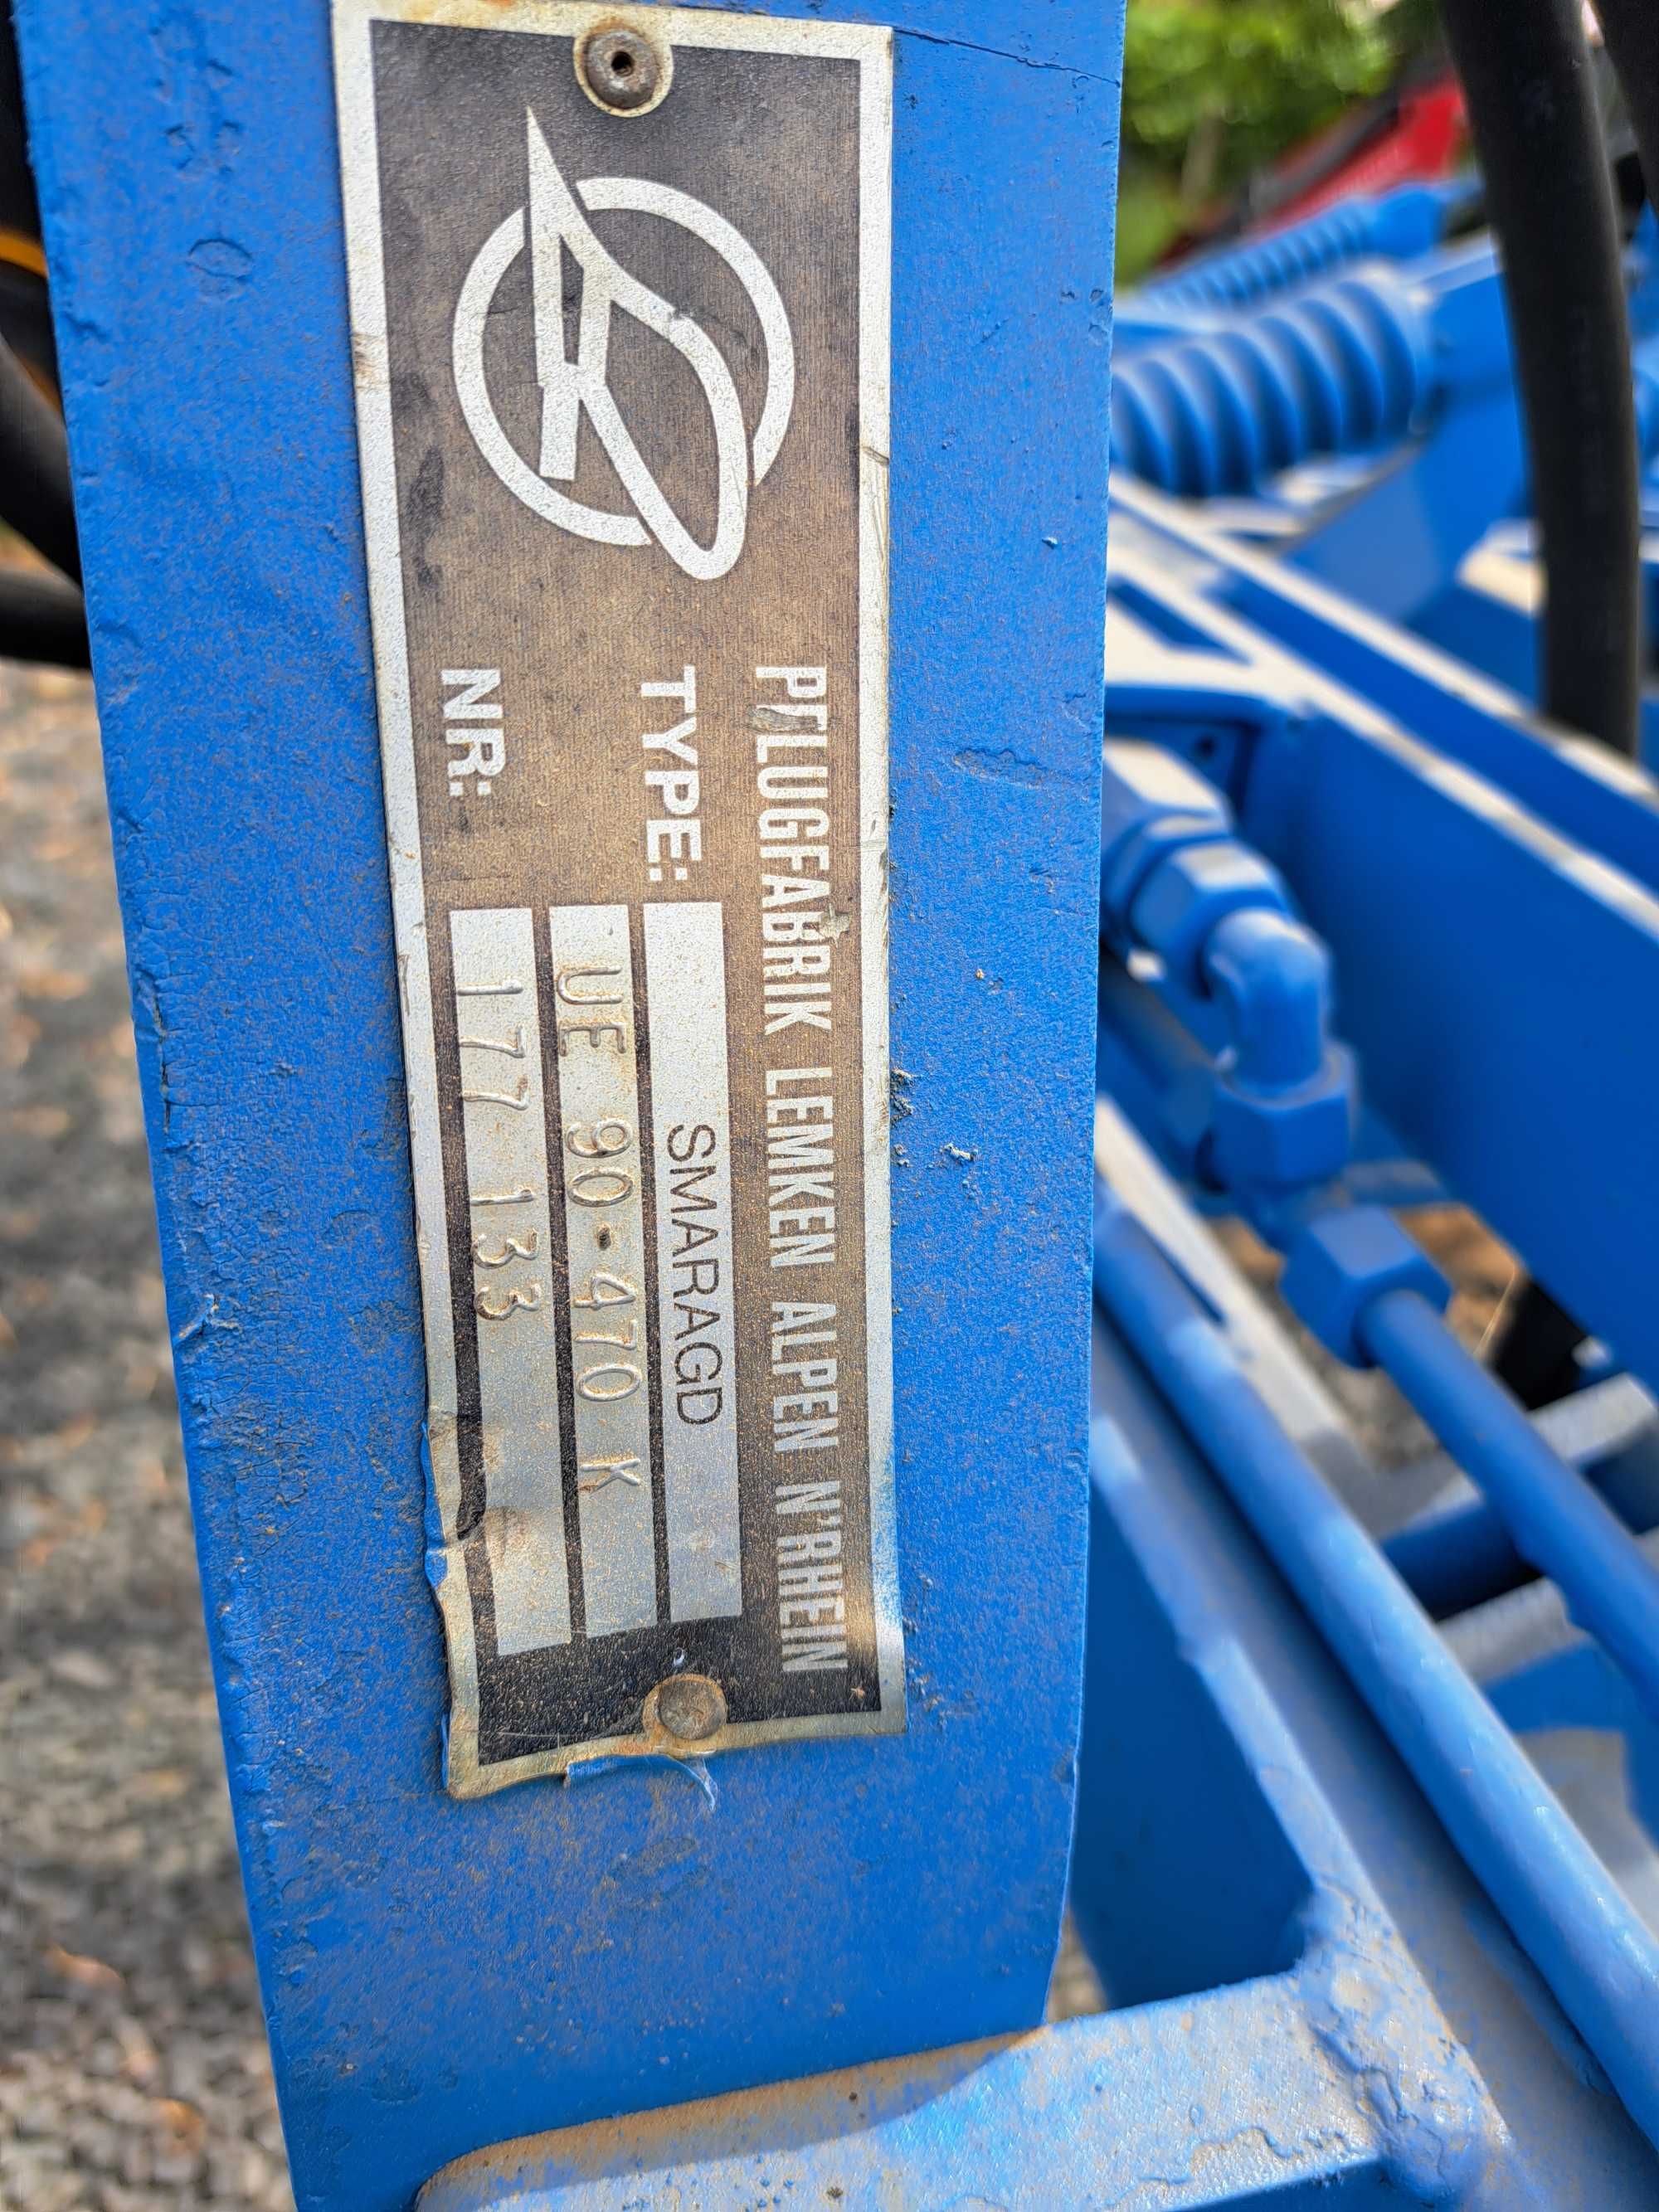 PFLUGFABRIK LEMKEN ALPEN N'RHEIN
TYPE: SMARAGD
UE 90-470 K
NR: 177 133